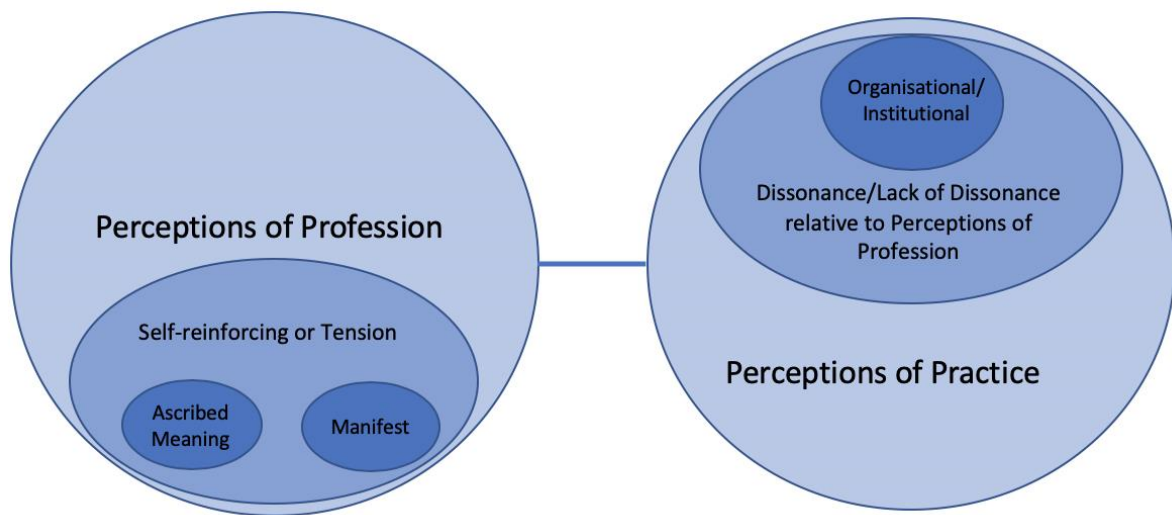 Perceptions of Profession
Self-reinforcing or Tension
Ascribed
Meaning
Manifest
Organisational/
Institutional
Dissonance/Lack of Dissonance
relative to Perceptions of
Profession
Perceptions of Practice